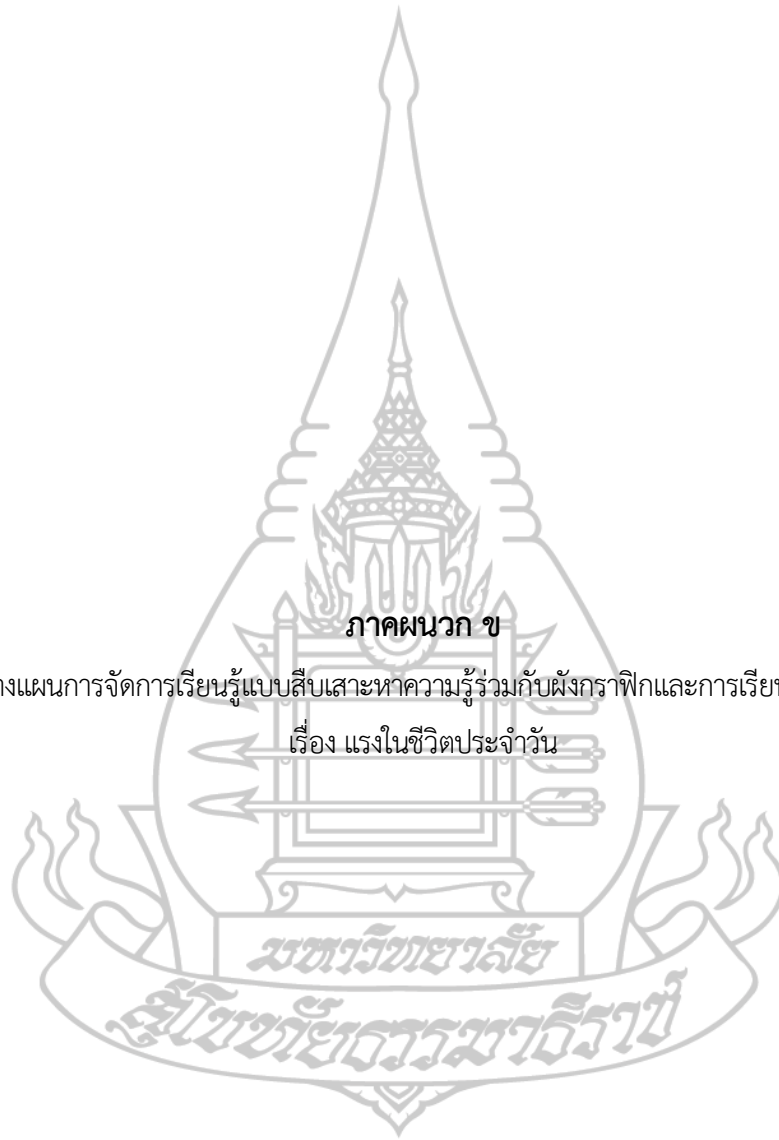 ภาคผนวก ข
างแผนการจัดการเรียนรู้แบบสืบเสาะหาความรู้ร่วมกับผังกราฟิกและการเรียน
เรื่อง แรงในชีวิตประจำวัน
มหาวิทยาลัย
สุโขทัยธรรมาธิราช